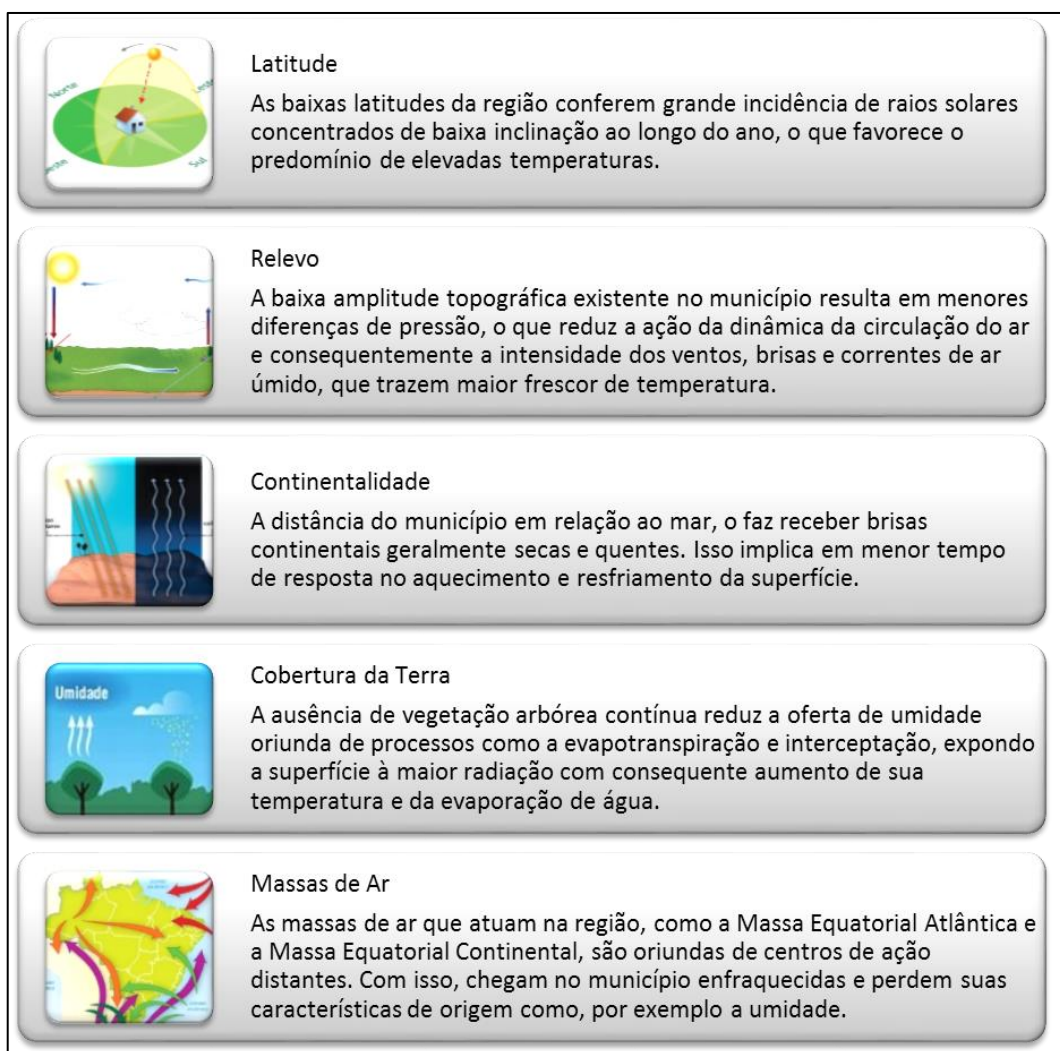 Norte
Sul
Latitude
As baixas latitudes da região conferem grande incidência de raios solares
concentrados de baixa inclinação ao longo do ano, o que favorece o
predomínio de elevadas temperaturas.
Relevo
A baixa amplitude topográfica existente no município resulta em menores
diferenças de pressão, o que reduz a ação da dinâmica da circulação do ar
e consequentemente a intensidade dos ventos, brisas e correntes de ar
úmido, que trazem maior frescor de temperatura.
Continentalidade
A distância do município em relação ao mar, o faz receber brisas
continentais geralmente secas e quentes. Isso implica em menor tempo
de resposta no aquecimento e resfriamento da superfície.
Umidade
Cobertura da Terra
A ausência de vegetação arbórea contínua reduz a oferta de umidade
oriunda de processos como a evapotranspiração e interceptação, expondo
a superfície à maior radiação com consequente aumento de sua
temperatura e da evaporação de água.
Massas de Ar
As massas de ar que atuam na região, como a Massa Equatorial Atlântica e
a Massa Equatorial Continental, são oriundas de centros de ação
distantes. Com isso, chegam no município enfraquecidas e perdem suas
características de origem como, por exemplo a umidade.